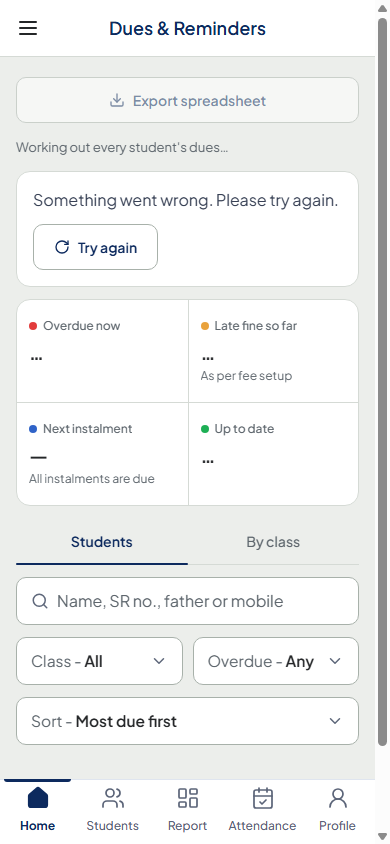 Dues & Reminders
Export spreadsheet
Working out every student's dues...
Something went wrong. Please try again.
Try again
Overdue now
...
Late fine so far
...
As per fee setup
Next instalment
—
All instalments are due
Up to date
...
Students
By class
Name, SR no., father or mobile
Class - All
Overdue - Any
Sort - Most due first
Home
Students
Report
Attendance
Profile